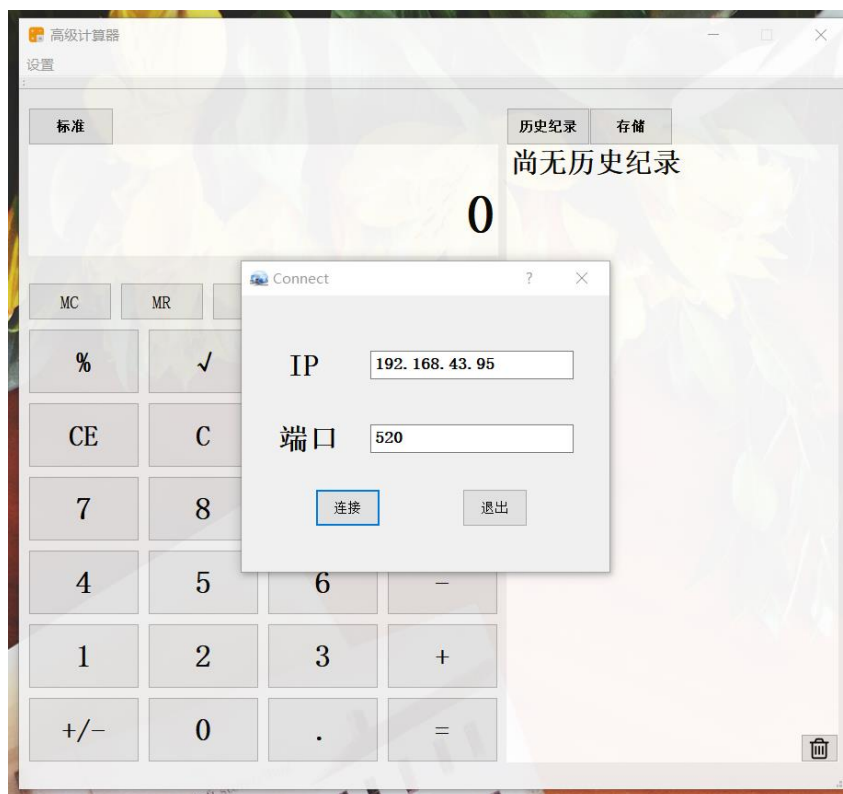 高级计算器
设置
标准
历史纪录 存储
尚无历史纪录
0
MC MR
Connect ?
IP 192.168.43.95
端口 520
连接 退出
% √
CE C
7 8
4 5 6 −
1 2 3 +
+/− 0 . =